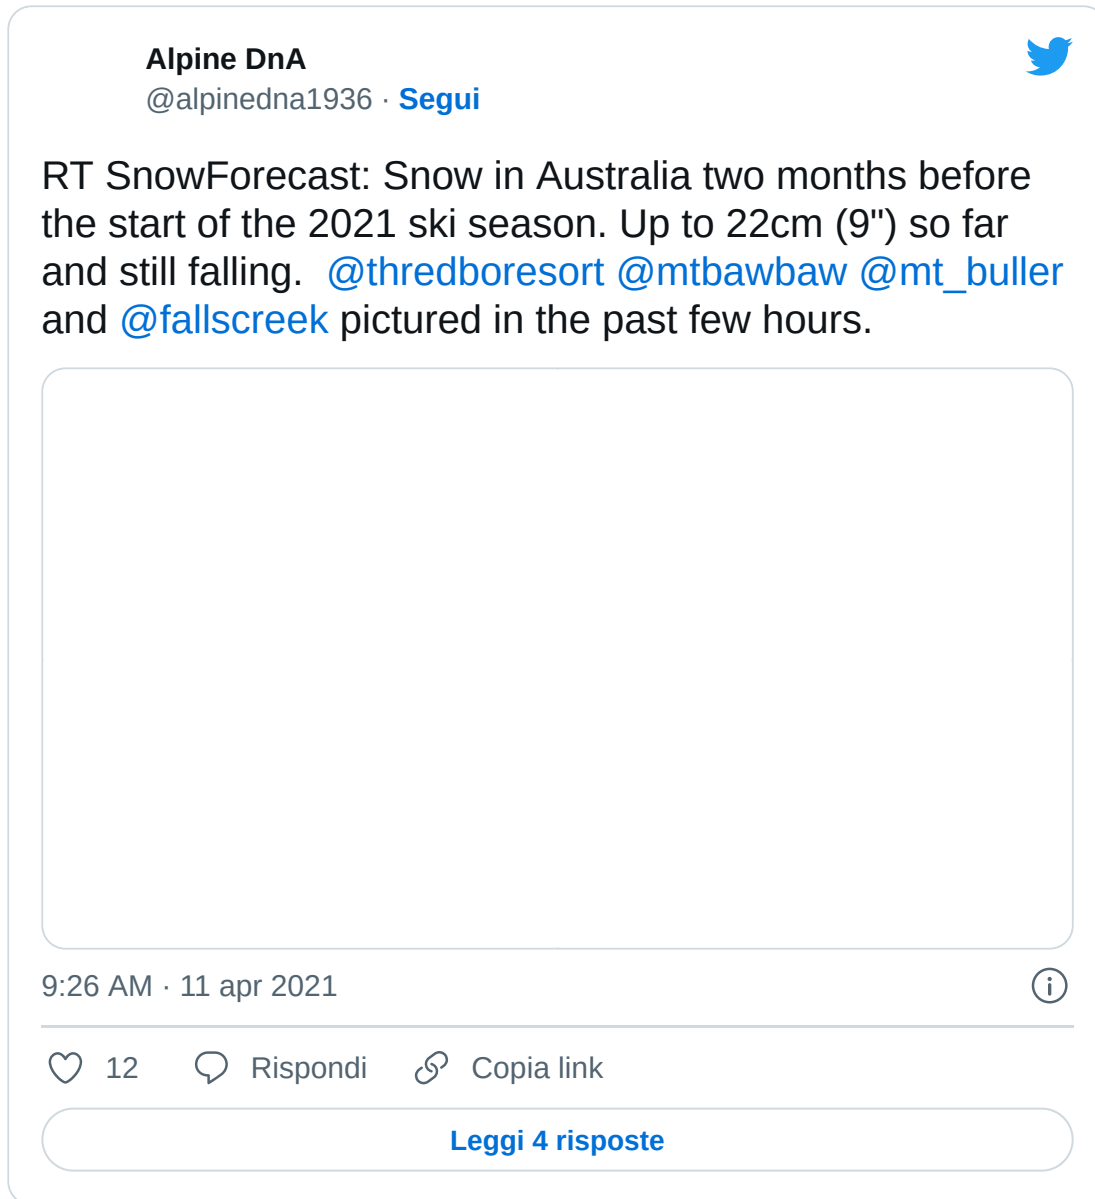 Alpine DnA
@alpinedna1936 · Segui
RT SnowForecast: Snow in Australia two months before
the start of the 2021 ski season. Up to 22cm (9") so far
and still falling.  @thredboresort @mtbawbaw @mt_buller
and @fallscreek pictured in the past few hours.
9:26 AM · 11 apr 2021
12 Rispondi Copia link
Leggi 4 risposte